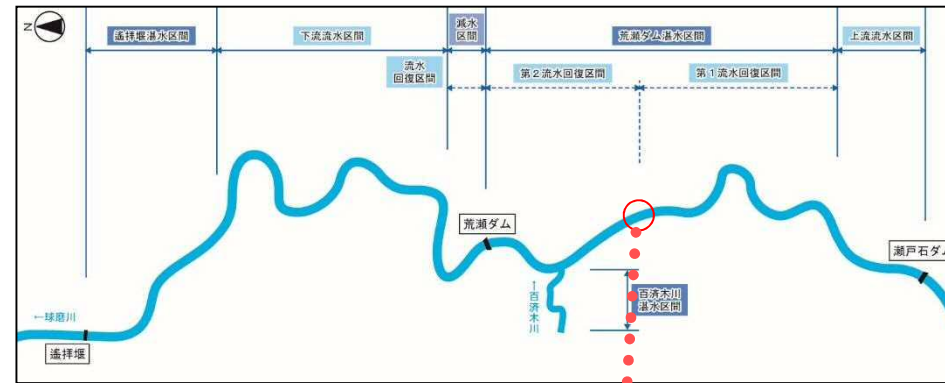 N
遙拝堰湛水区間
下流流水区間
減水
区間
荒瀬ダム湛水区間
上流流水区間
流水
回復区間
第2流水回復区間
第1流水回復区間
荒瀬ダム
瀬戸石ダム
↑百済木川
百済木川
湛水区間
←球磨川
遙拝堰